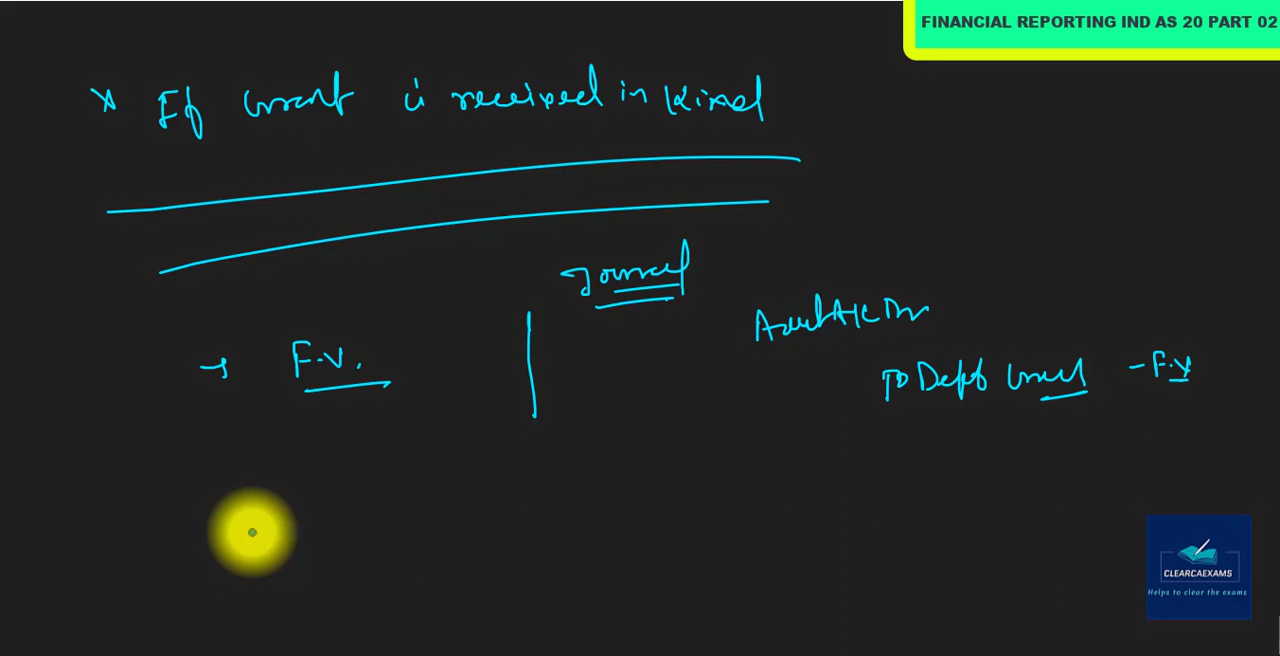 FINANCIAL REPORTING IND AS 20 PART 02
* If Grant is received in Kind
Journal
→ F.V.
Asset A/c Dr
To Deff Grant - F.V
CLEARCAEXAMS
Helps to clear the exams